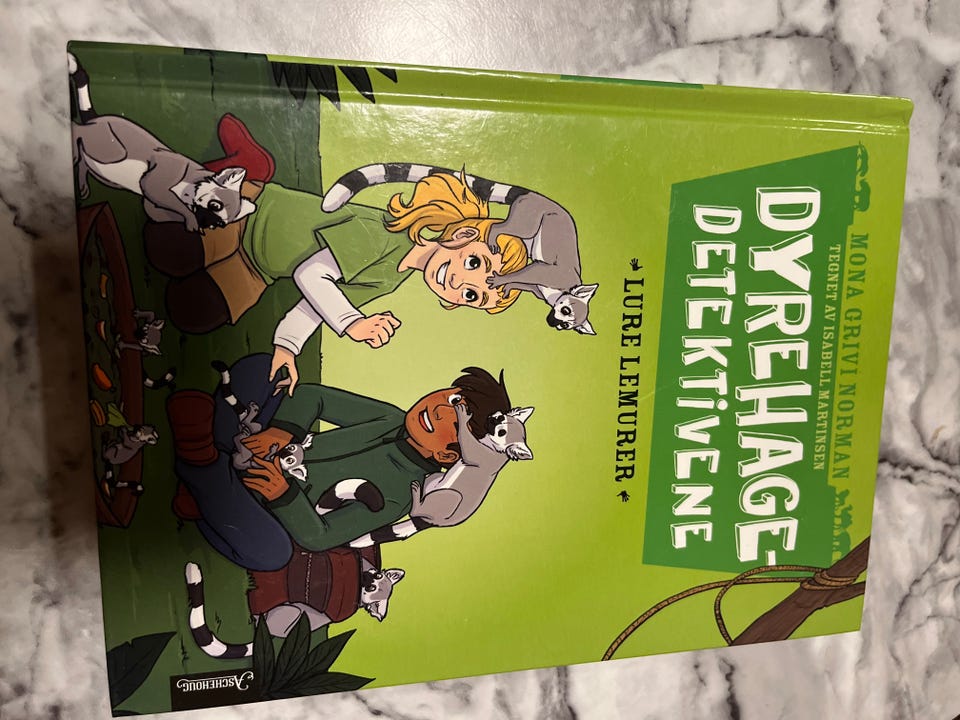 MONA GRIVI NORMAN
TEGNET AV ISABELL MARTINSEN
DYREHAGE-
DETEKTIVENE
LURE LEMURER
ASCHEHOUG